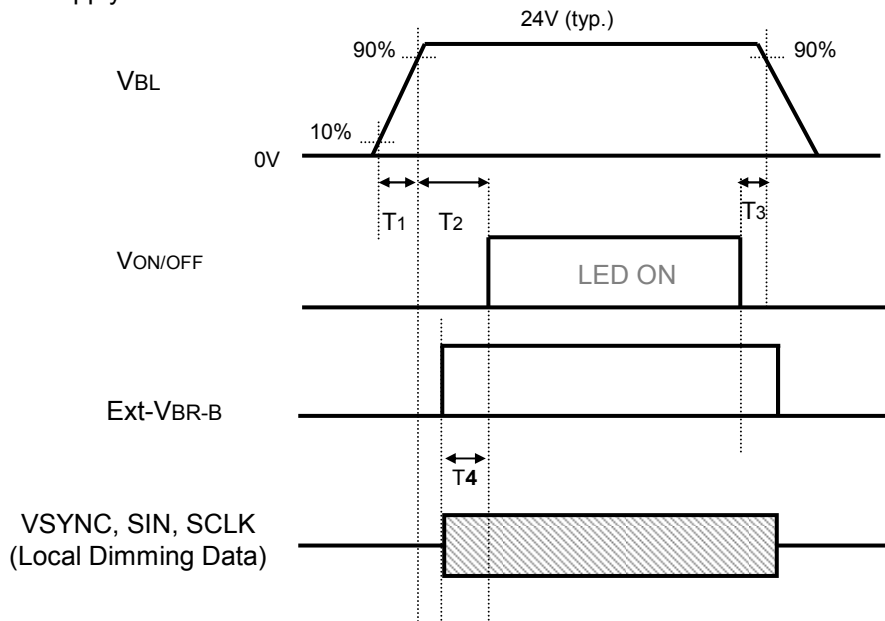 24V (typ.)
90%
90%
VBL
10%
0V
T1
T2
T3
VON/OFF
LED ON
Ext-VBR-B
T4
VSYNC, SIN, SCLK
(Local Dimming Data)